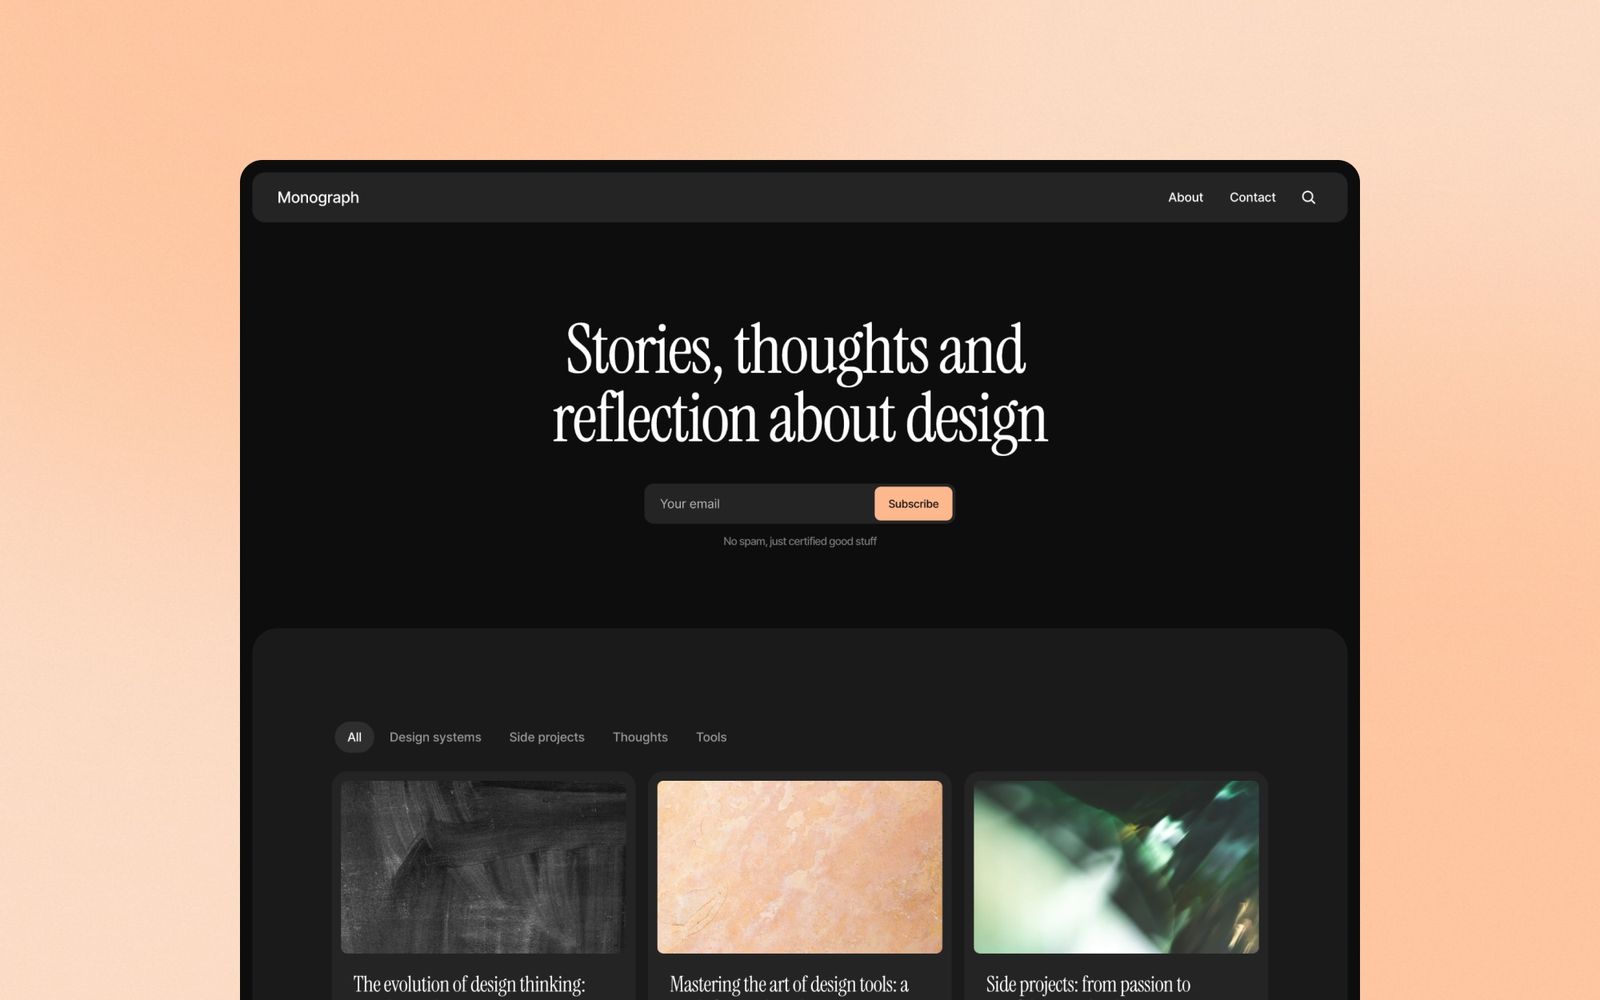 Monograph
About
Contact
Stories, thoughts and
reflection about design
Your email
Subscribe
No spam, just certified good stuff
All
Design systems
Side projects
Thoughts
Tools
The evolution of design thinking:
Mastering the art of design tools: a
Side projects: from passion to